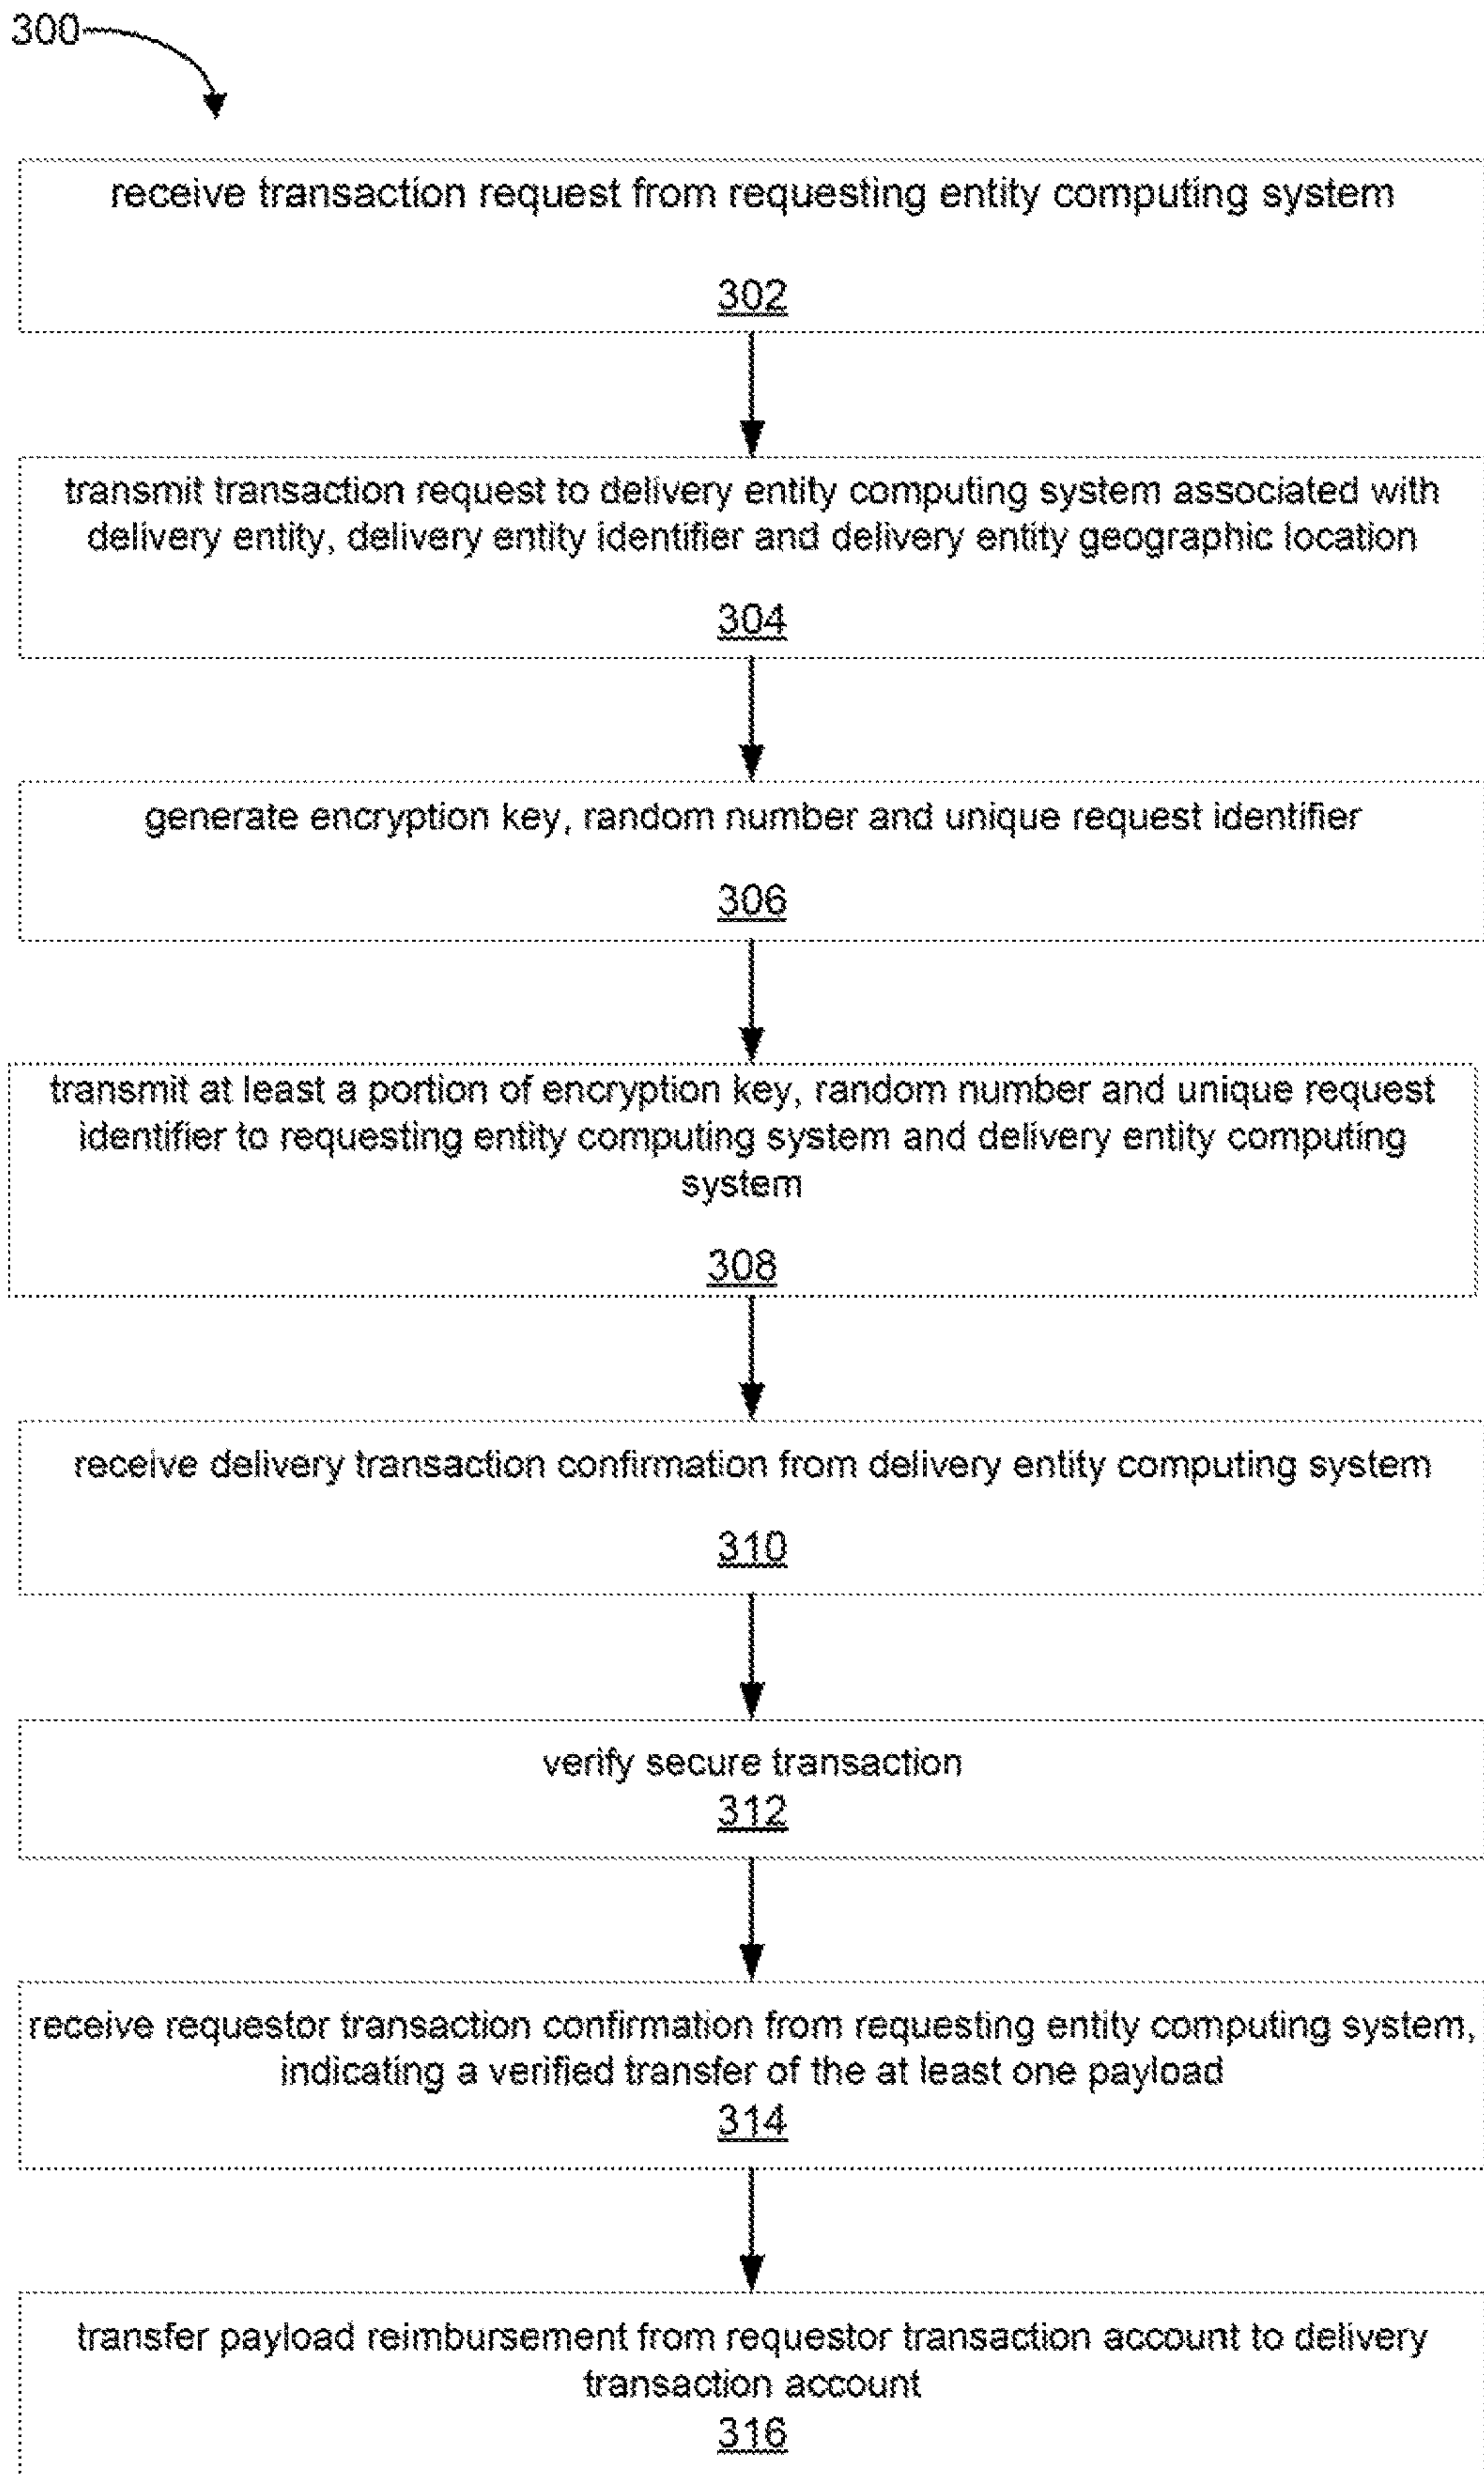 300
receive transaction request from requesting entity computing system
302
transmit transaction request to delivery entity computing system associated with
delivery entity, delivery entity identifier and delivery entity geographic location
304
generate encryption key, random number and unique request identifier
306
transmit at least a portion of encryption key, random number and unique request
identifier to requesting entity computing system and delivery entity computing
system
308
receive delivery transaction confirmation from delivery entity computing system
310
verify secure transaction
312
receive requestor transaction confirmation from requesting entity computing system,
indicating a verified transfer of the at least one payload
314
transfer payload reimbursement from requestor transaction account to delivery
transaction account
316